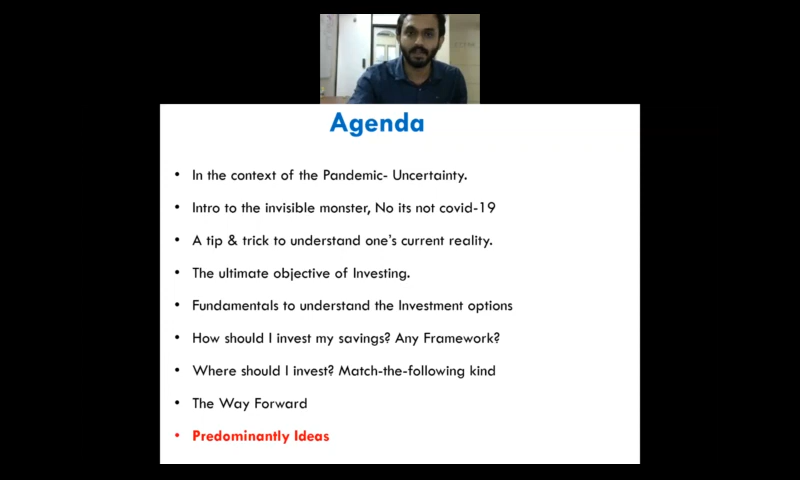 Agenda
• In the context of the Pandemic- Uncertainty.
• Intro to the invisible monster, No its not covid-19
• A tip & trick to understand one's current reality.
• The ultimate objective of Investing.
• Fundamentals to understand the Investment options
• How should I invest my savings? Any Framework?
• Where should I invest? Match-the-following kind
• The Way Forward
• Predominantly Ideas